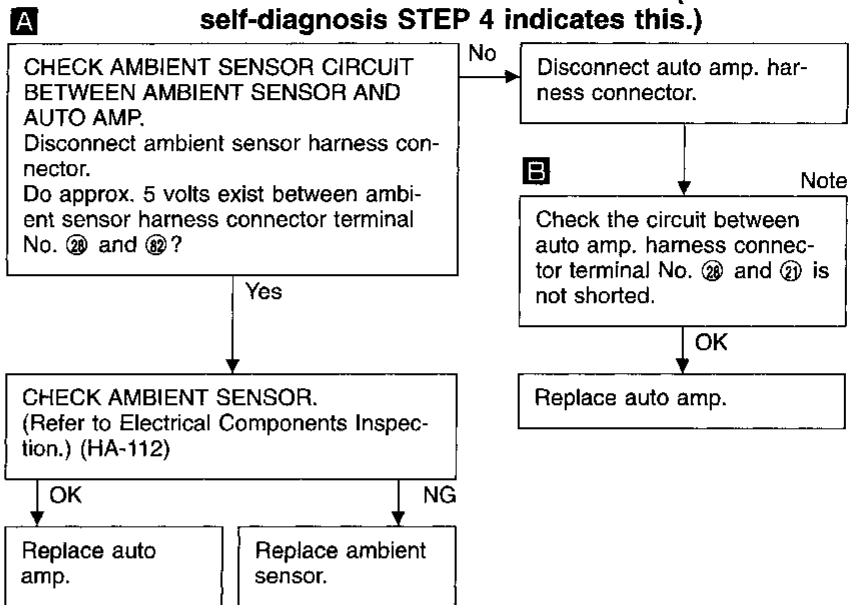 self-diagnosis STEP 4 indicates this.)
A
CHECK AMBIENT SENSOR CIRCUIT
BETWEEN AMBIENT SENSOR AND
AUTO AMP.
Disconnect ambient sensor harness con-
nector.
Do approx. 5 volts exist between ambi-
ent sensor harness connector terminal
No. ㉘ and 82?
No
Disconnect auto amp. har-
ness connector.
B
Note
Check the circuit between
auto amp. harness connec-
tor terminal No. ㉘ and ㉑ is
not shorted.
OK
Replace auto amp.
Yes
CHECK AMBIENT SENSOR.
(Refer to Electrical Components Inspec-
tion.) (HA-112)
OK
NG
Replace auto
amp.
Replace ambient
sensor.